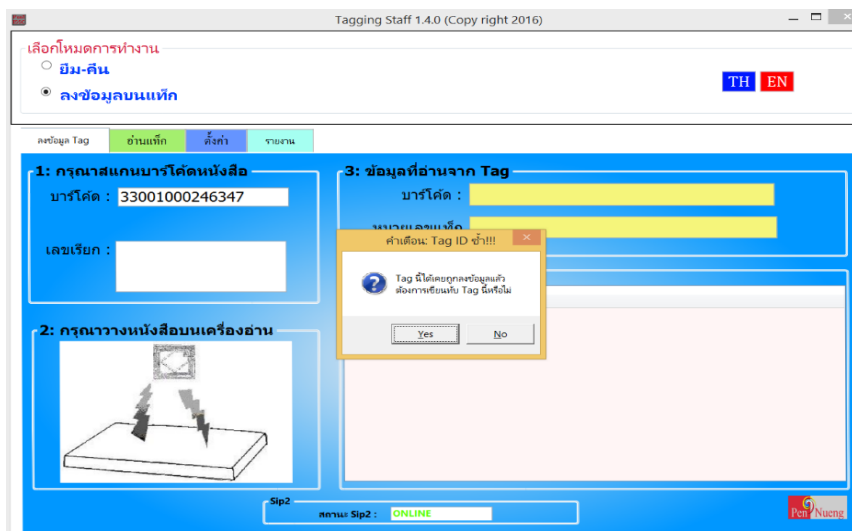 Tagging Staff 1.4.0 (Copy right 2016)
เลือกโหมดการทำงาน
ยืม-คืน
ลงข้อมูลบนแท็ก
TH EN
ลงข้อมูล Tag อ่านแท็ก ตั้งค่า รายงาน
1: กรุณาสแกนบาร์โค้ดหนังสือ
บาร์โค้ด : 33001000246347
เลขเรียก :
2: กรุณาวางหนังสือบนเครื่องอ่าน
3: ข้อมูลที่อ่านจาก Tag
บาร์โค้ด :
หมายเลขแท็ก
คำเตือน: Tag ID ซ้ำ!!!
Tag นี้ได้เคยถูกลงข้อมูลแล้ว
ต้องการเขียนทับ Tag นี้หรือไม่
Yes No
Sip2
สถานะ Sip2 : ONLINE
Pen Nueng